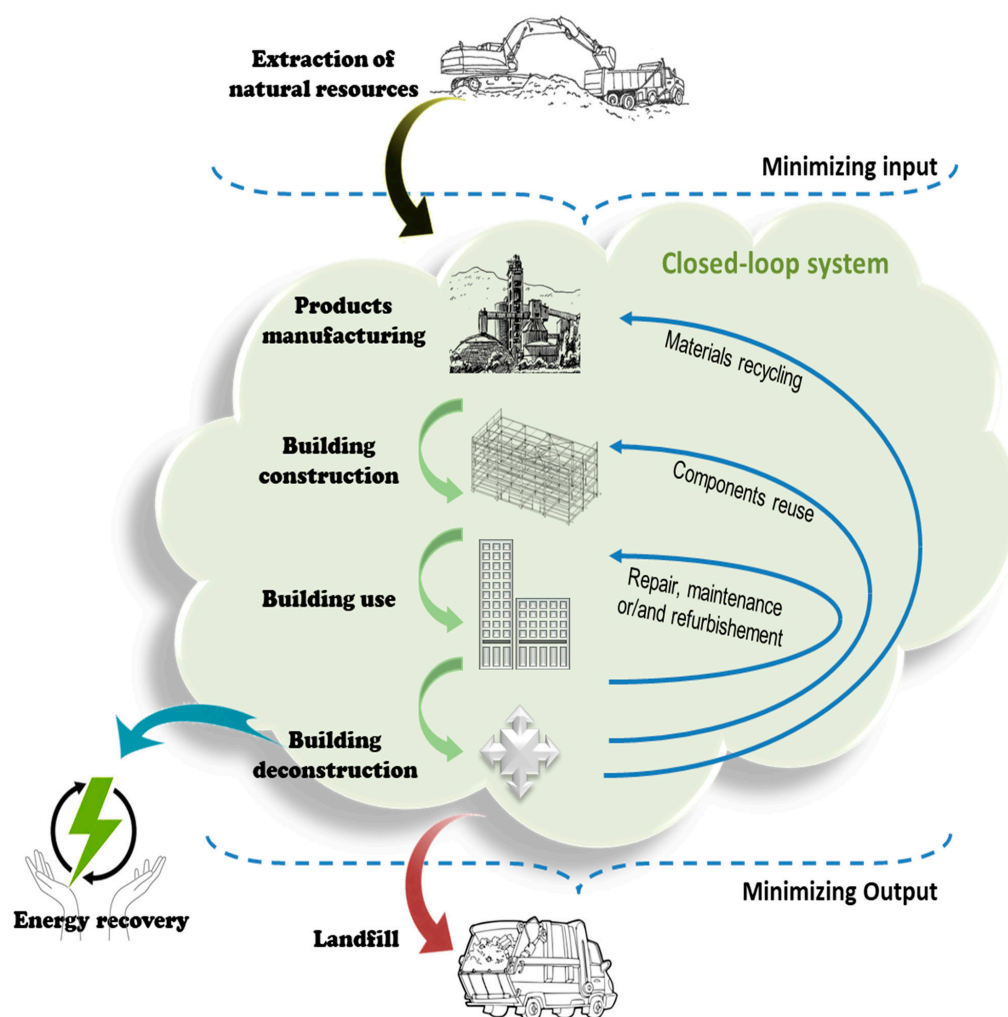 Extraction of
natural resources
Minimizing input
Closed-loop system
Products
manufacturing
Materials recycling
Building
construction
Components reuse
Building use
Repair, maintenance
or/and refurbishement
Building
deconstruction
Energy recovery
Minimizing Output
Landfill